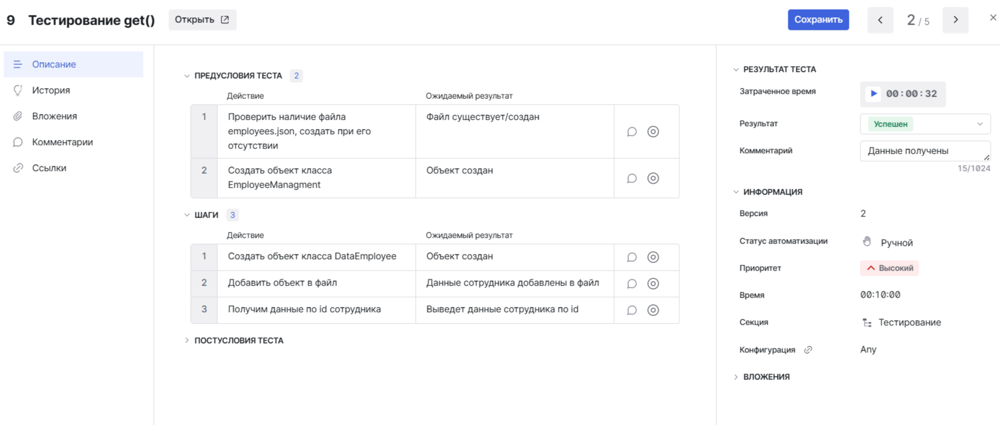 9 Тестирование get() Открыть Сохранить 2 / 5
Описание
История
Вложения
Комментарии
Ссылки
ПРЕДУСЛОВИЯ ТЕСТА 2
Действие Ожидаемый результат
1 Проверить наличие файла Файл существует/создан
employees.json, создать при его
отсутствии
2 Создать объект класса Объект создан
EmployeeManagment
ШАГИ 3
Действие Ожидаемый результат
1 Создать объект класса DataEmployee Объект создан
2 Добавить объект в файл Данные сотрудника добавлены в файл
3 Получим данные по id сотрудника Выведет данные сотрудника по id
ПОСТУСЛОВИЯ ТЕСТА
РЕЗУЛЬТАТ ТЕСТА
Затраченное время 00:00:32
Результат Успешен
Комментарий Данные получены
15/1024
ИНФОРМАЦИЯ
Версия 2
Статус автоматизации Ручной
Приоритет Высокий
Время 00:10:00
Секция Тестирование
Конфигурация Any
ВЛОЖЕНИЯ